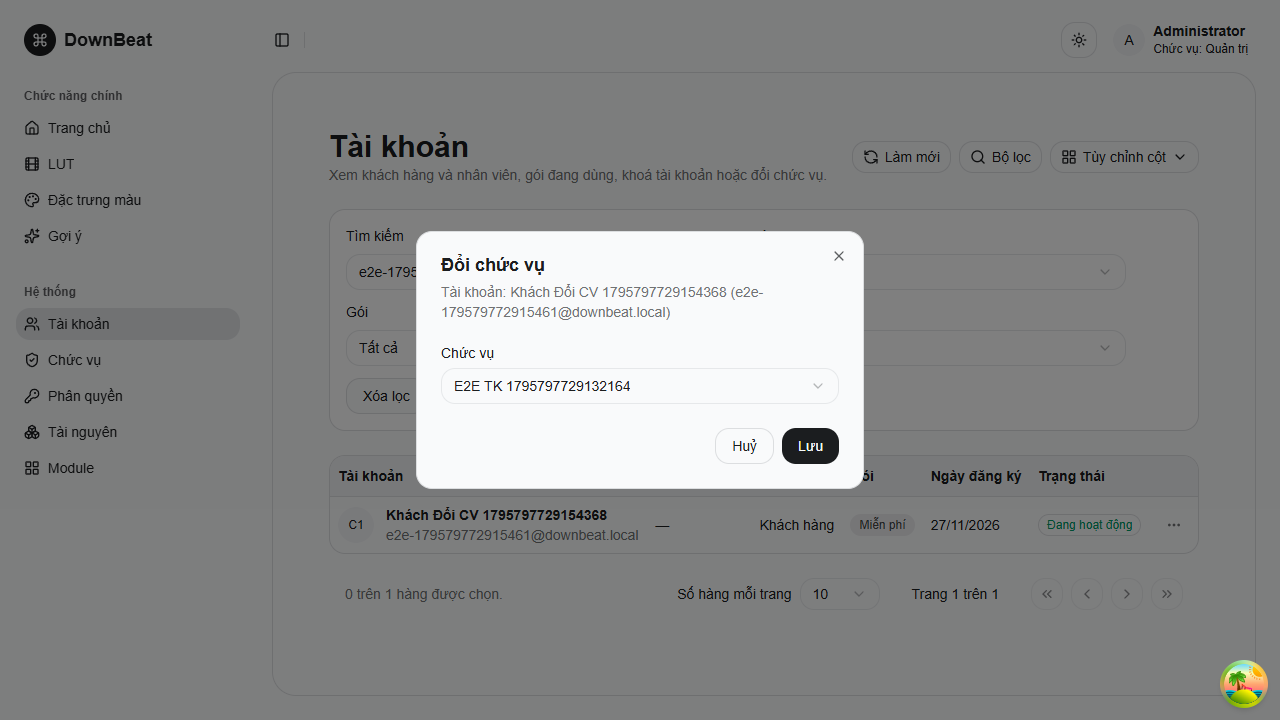 DownBeat
Administrator
A
Chức vụ: Quản trị
Chức năng chính
Trang chủ
LUT
Đặc trưng màu
Gợi ý
Hệ thống
Tài khoản
Chức vụ
Phân quyền
Tài nguyên
Module
Tài khoản
Xem khách hàng và nhân viên, gói đang dùng, khoá tài khoản hoặc đổi chức vụ.
Làm mới
Bộ lọc
Tùy chỉnh cột
Tìm kiếm
e2e-1795
Gói
Tất cả
Xóa lọc
Đổi chức vụ
Tài khoản: Khách Đổi CV 1795797729154368 (e2e-
179579772915461@downbeat.local)
Chức vụ
E2E TK 1795797729132164
Huỷ
Lưu
Tài khoản
Ngày đăng ký
Trạng thái
C1
Khách Đổi CV 1795797729154368
e2e-179579772915461@downbeat.local
—
Khách hàng
Miễn phí
27/11/2026
Đang hoạt động
0 trên 1 hàng được chọn.
Số hàng mỗi trang
10
Trang 1 trên 1